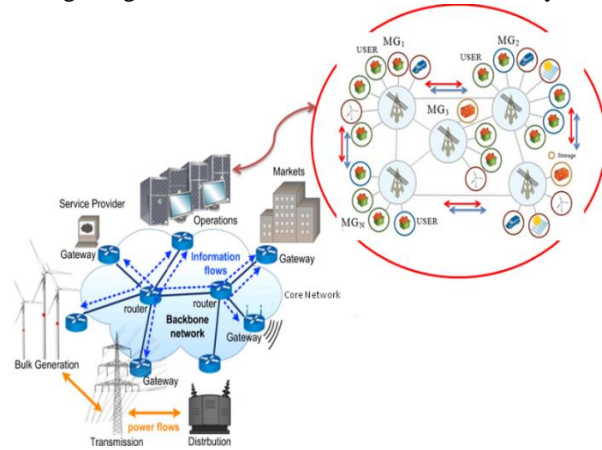 MG1
MG2
USER
USER
MG3
Storage
MGN
USER
Markets
Service Provider
Operations
Gateway
Gateway
Information
flows
Core Network
router
router
Backbone
network
Gateway
Bulk Generation
Gateway
power flows
Transmission
Distrbution